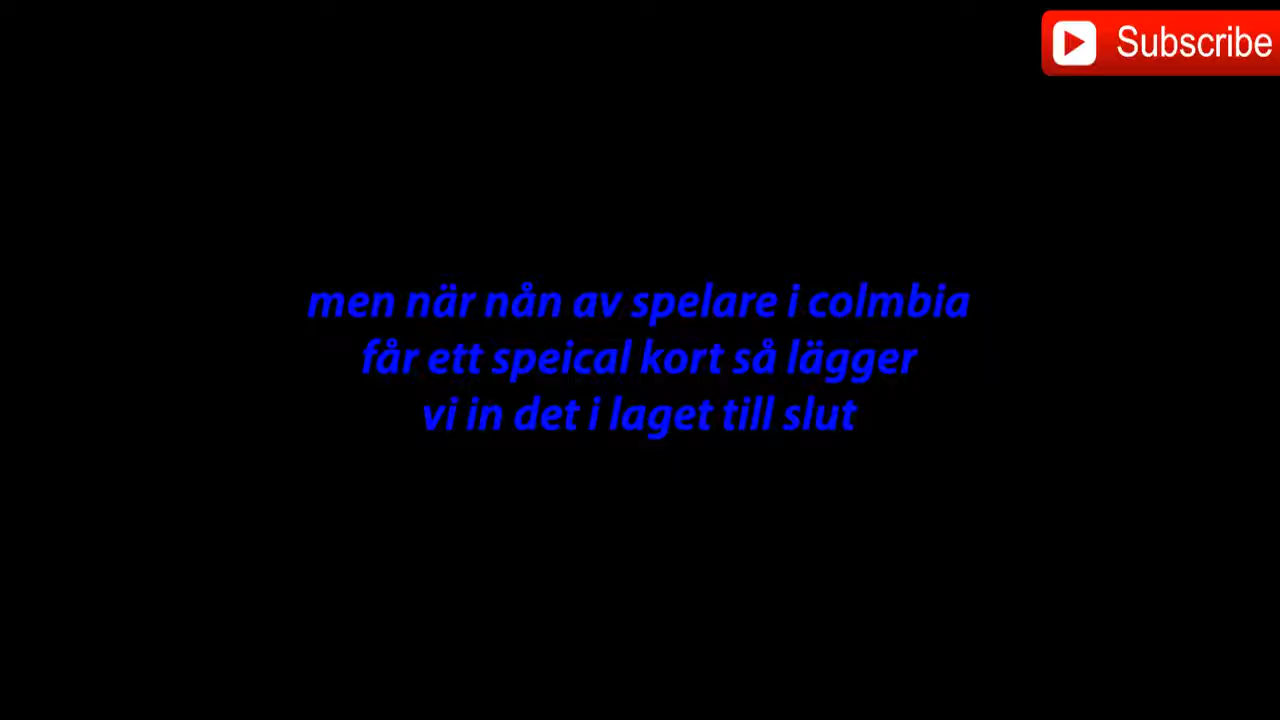 Subscribe
men när nån av spelare i colmbia
får ett speical kort så lägger
vi in det i laget till slut